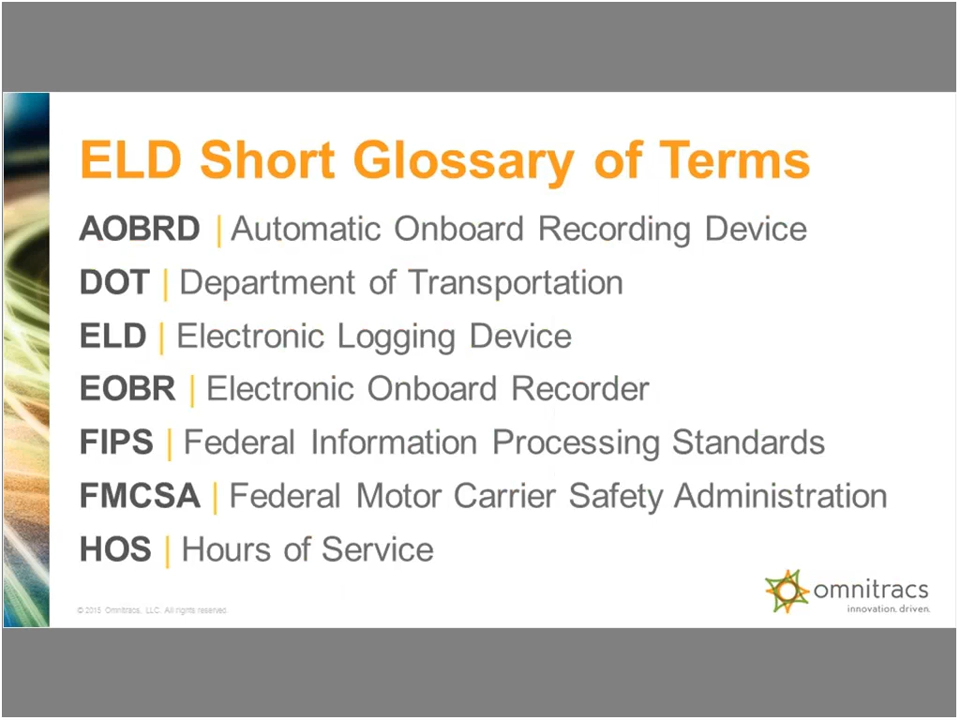 ELD Short Glossary of Terms
AOBRD | Automatic Onboard Recording Device
DOT | Department of Transportation
ELD | Electronic Logging Device
EOBR | Electronic Onboard Recorder
FIPS | Federal Information Processing Standards
FMCSA | Federal Motor Carrier Safety Administration
HOS | Hours of Service
omnitracs
innovation. driven.
© 2015 Omnitracs, LLC. All rights reserved.